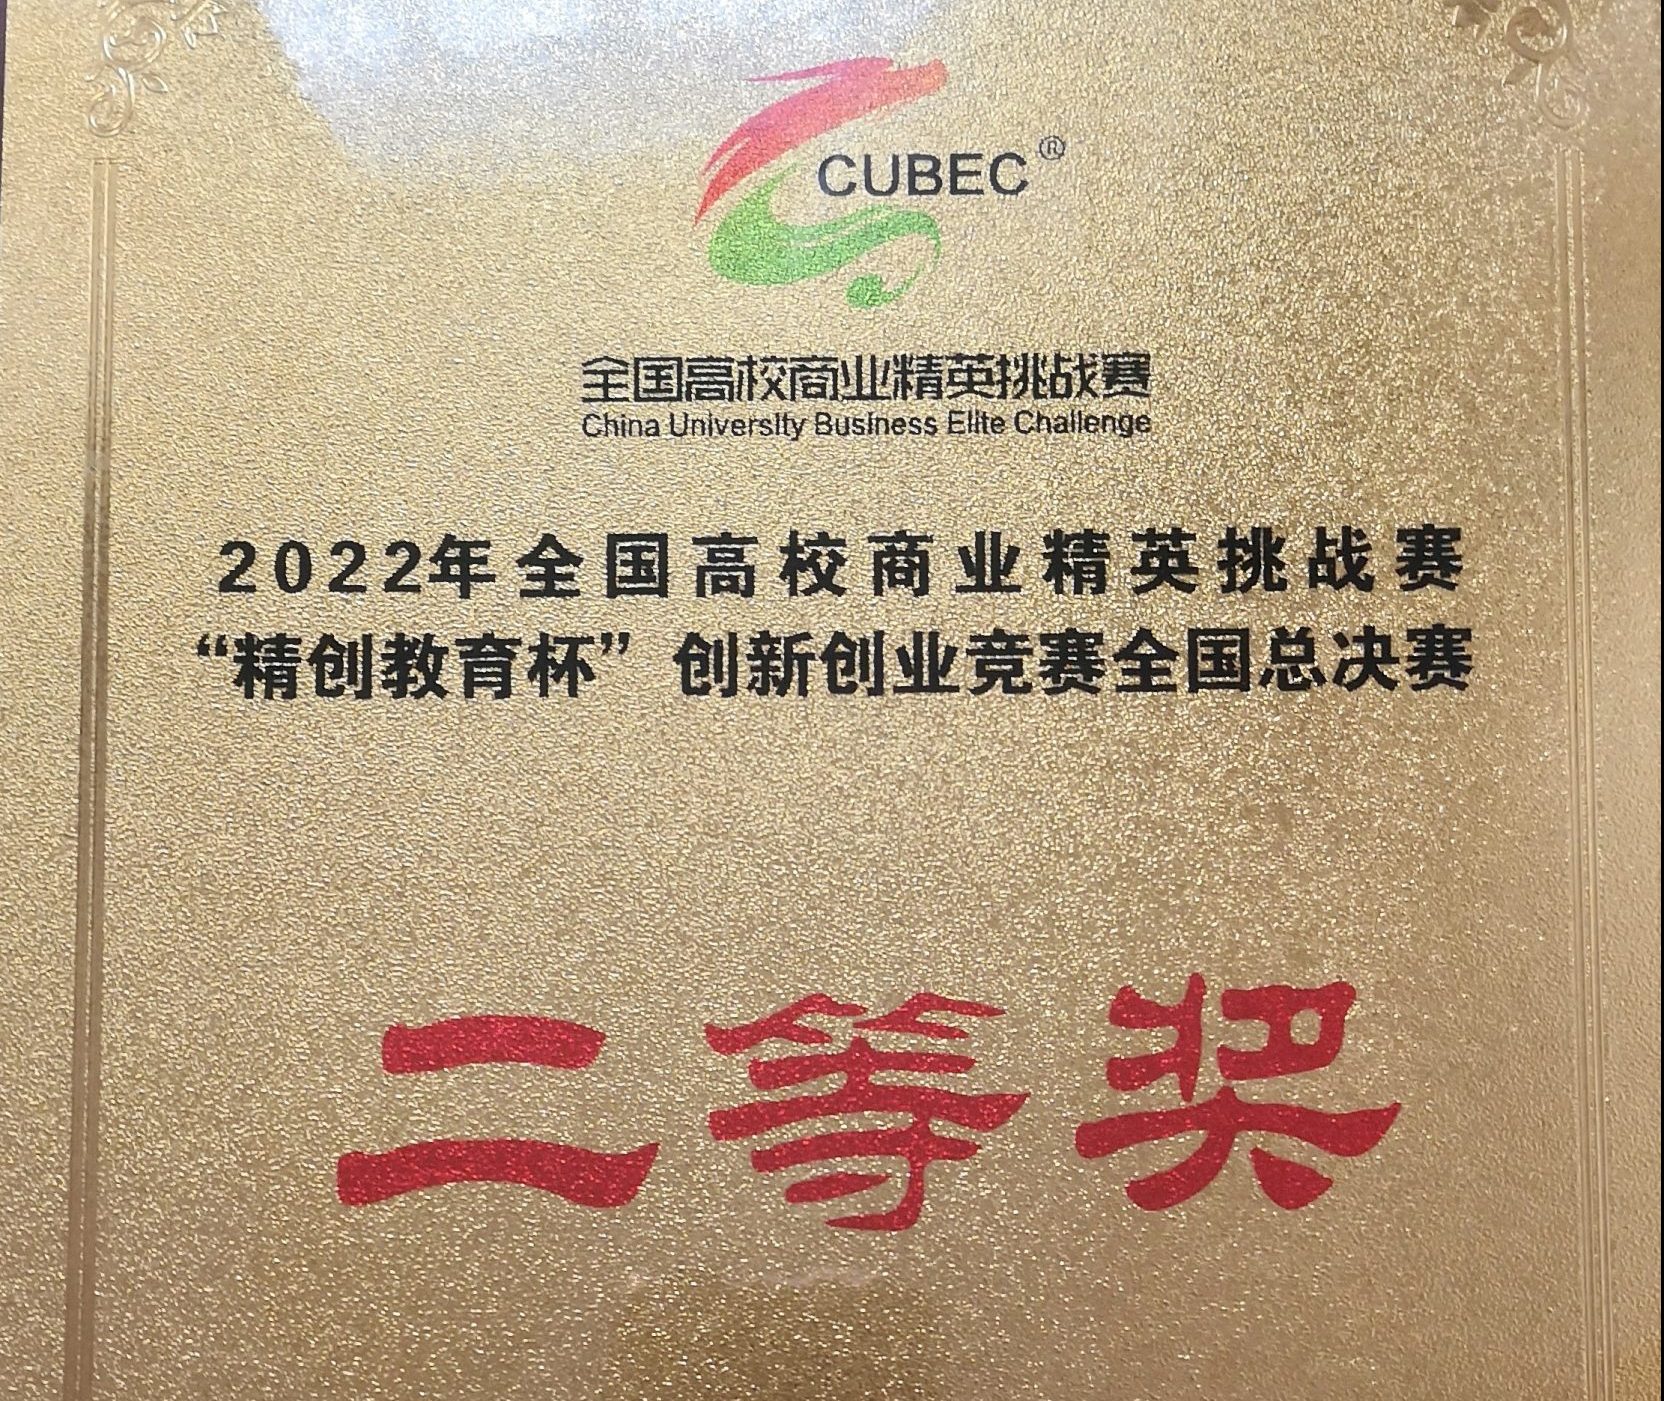 CUBEC®
全国高校商业精英挑战赛
China University Business Elite Challenge
2022年全国高校商业精英挑战赛
“精创教育杯”创新创业竞赛全国总决赛
二等奖